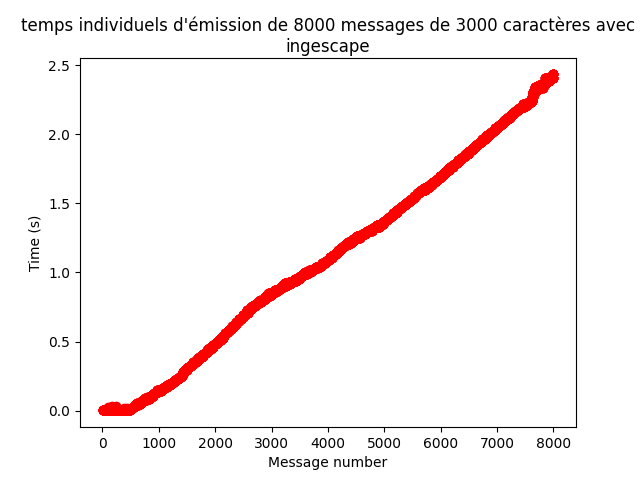 temps individuels d'émission de 8000 messages de 3000 caractères avec
ingescape
2.5
2.0
1.5
1.0
0.5
0.0
Time (s)
0 1000 2000 3000 4000 5000 6000 7000 8000
Message number